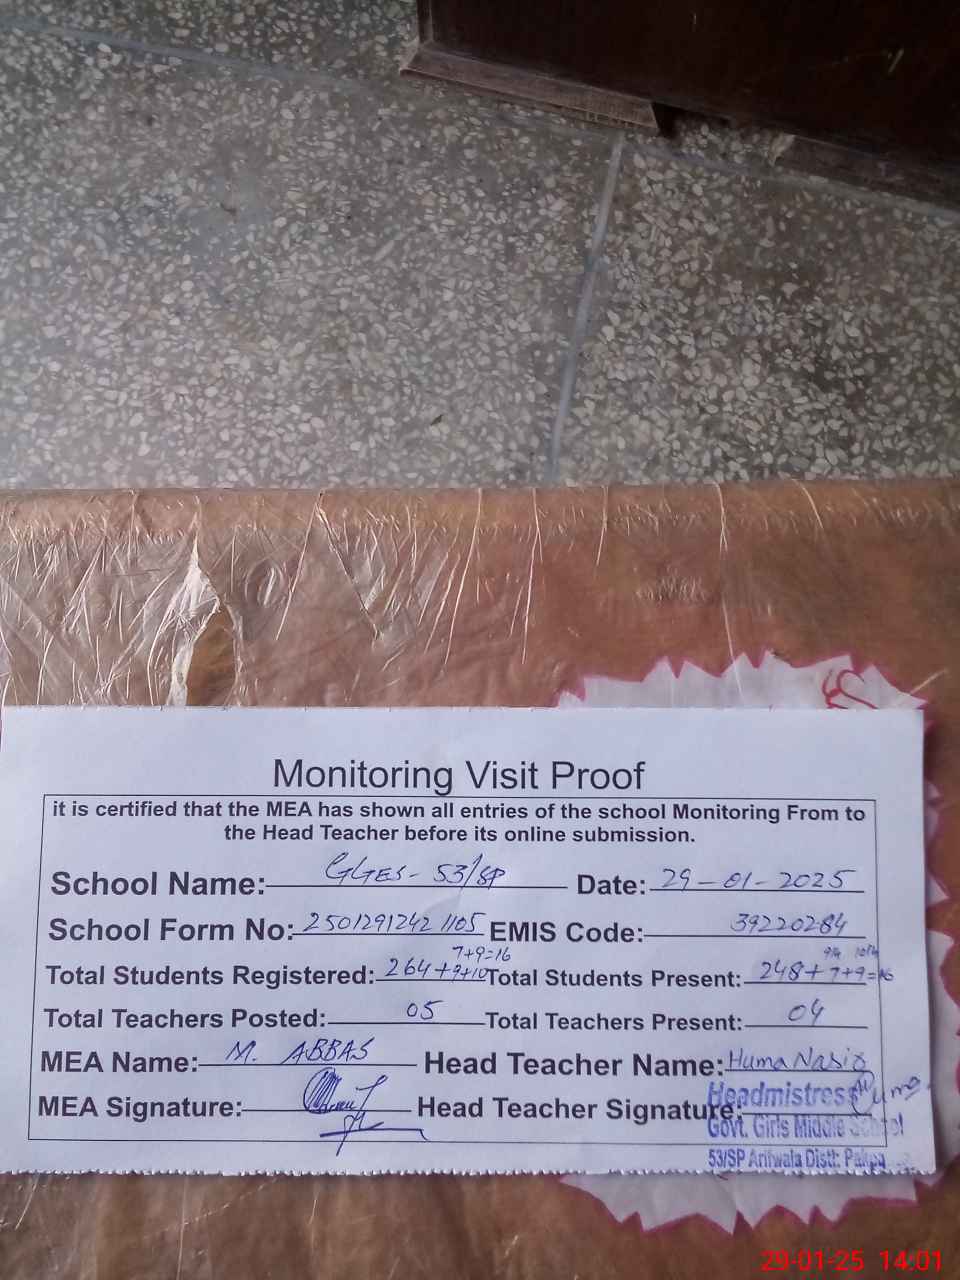 Monitoring Visit Proof
it is certified that the MEA has shown all entries of the school Monitoring From to
the Head Teacher before its online submission.
School Name: GGES - 53/SP Date: 29-01-2025
School Form No: 2501291242 1105 EMIS Code: 39220284
7+9=16 9th 10th
Total Students Registered: 264+9+10 Total Students Present: 248+7+9=16
Total Teachers Posted: 05 Total Teachers Present: 04
MEA Name: M. ABBAS Head Teacher Name: Huma Nasir
MEA Signature: Head Teacher Signature: Huma
Headmistress
Govt. Girls Middle School
53/SP Arifwala Distt:
29-01-25 14:01